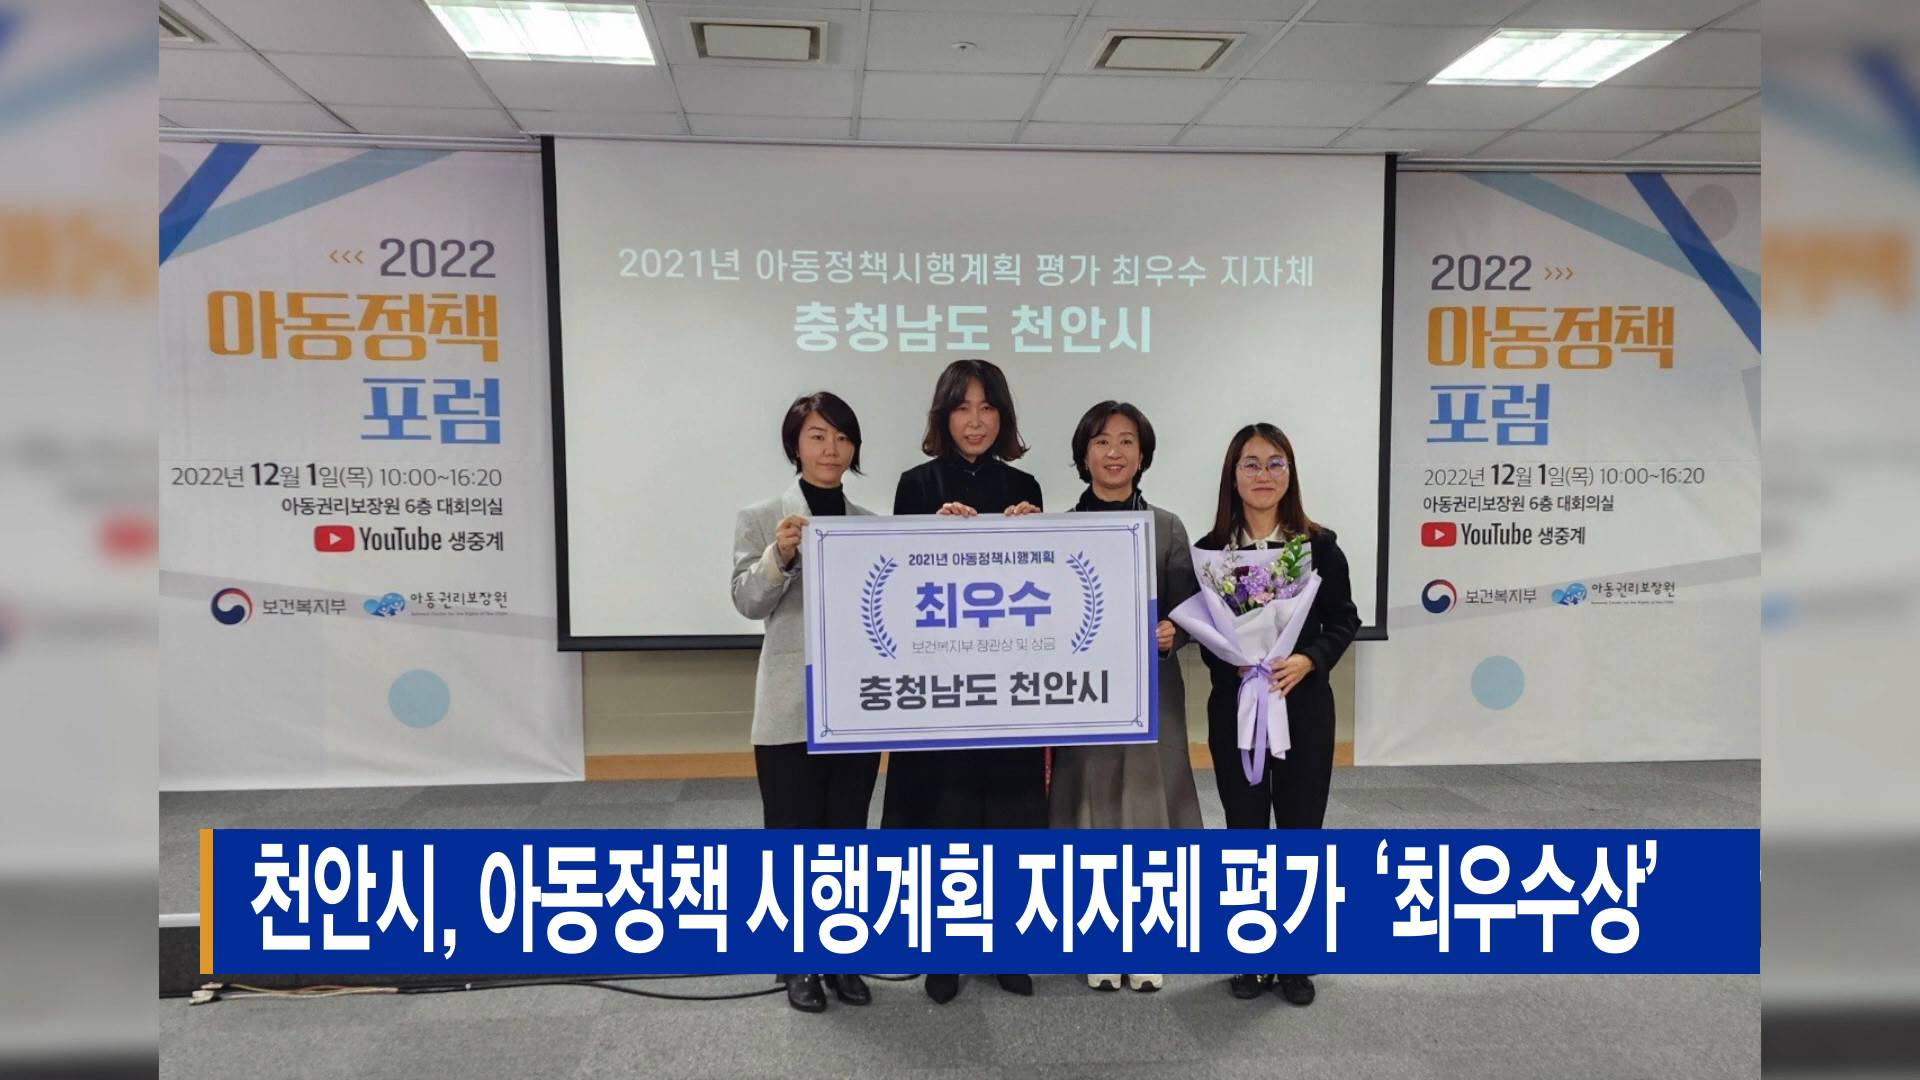 2022
아동정책
포럼
2022년 12월 1일(목) 10:00~16:20
아동권리보장원 6층 대회의실
YouTube 생중계
보건복지부
아동권리보장원
2021년 아동정책시행계획 평가 최우수 지자체
충청남도 천안시
2022
아동정책
포럼
2022년 12월 1일(목) 10:00~16:20
아동권리보장원 6층 대회의실
YouTube 생중계
보건복지부
아동권리보장원
2021년 아동정책시행계획
최우수
보건복지부 장관상 및 상금
충청남도 천안시
천안시, 아동정책 시행계획 지자체 평가 ‘최우수상’